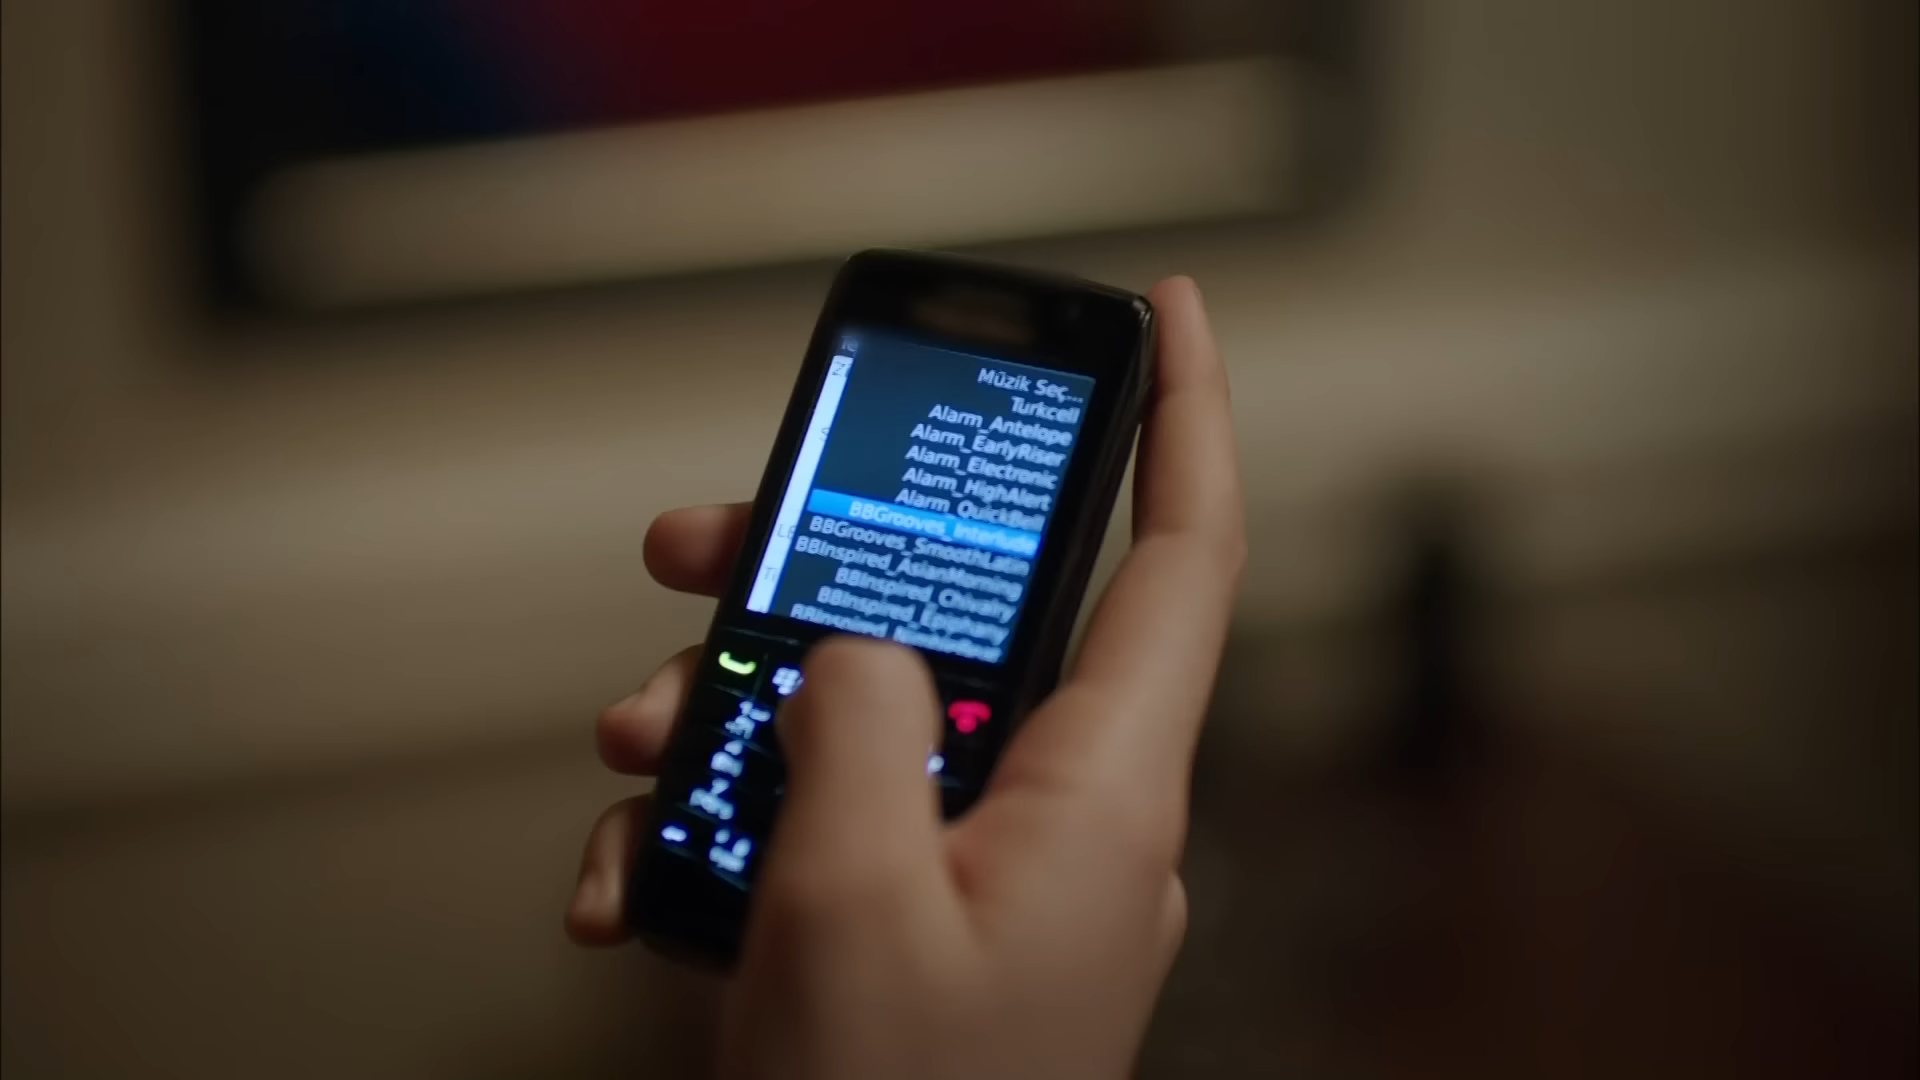 Müzik Seç...
Turkcell
Alarm_Antelope
Alarm_EarlyRiser
Alarm_Electronic
Alarm_HighAlert
Alarm_QuickBell
BBGrooves_Interlude
BBGrooves_SmoothLatin
BBInspired_AsianMorning
BBInspired_Chivalry
BBInspired_Epiphany